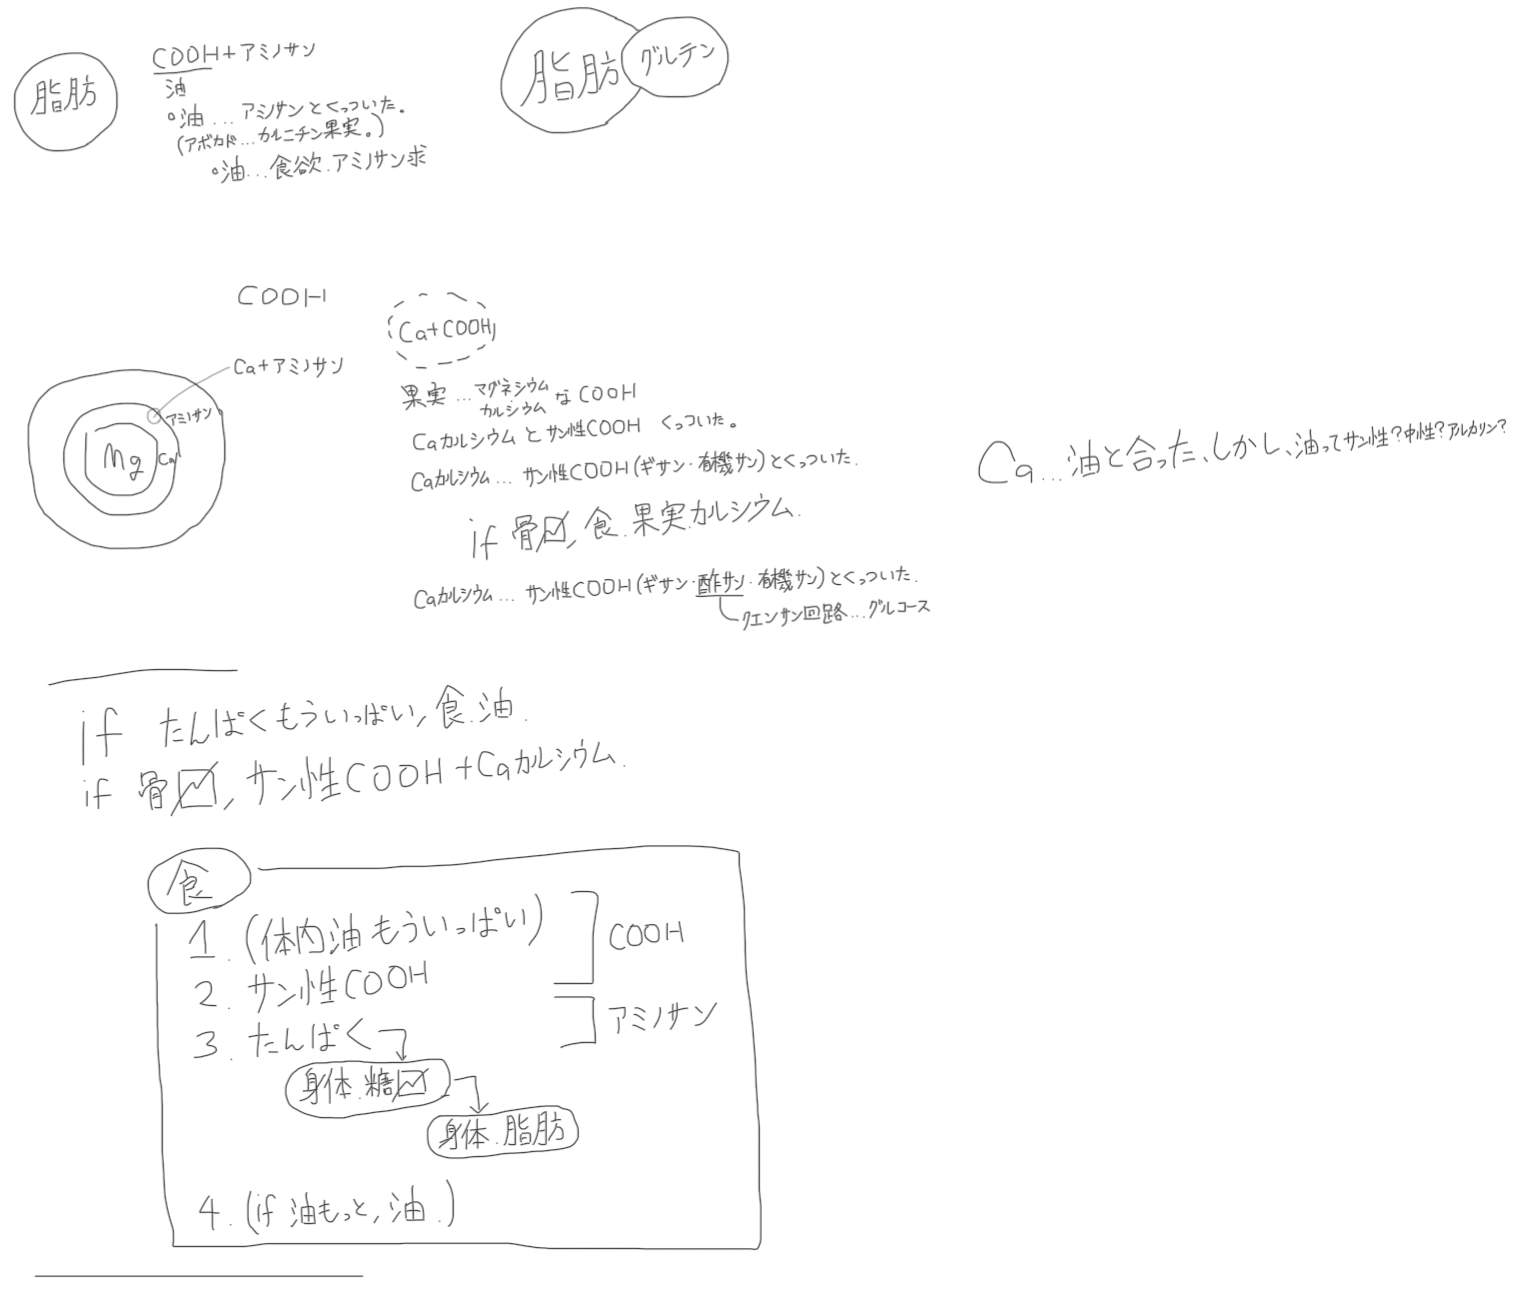 脂肪
COOH+アミノサン
油
°油...アミノサンとくっついた。
(アボカド...カルニチン果実。)
°油...食欲.アミノサン求
脂肪
グルテン
COOH
Ca+COOH
Ca+アミノサン
アミノサン
Mg
Ca
果実...マグネシウム
カルシウム
なCOOH
Caカルシウムとサン性COOH くっついた。
Caカルシウム...サン性COOH(ギサン・有機サン)とくっついた.
if 骨, 食.果実.カルシウム.
Caカルシウム...サン性COOH(ギサン・酢サン・有機サン)とくっついた.
クエンサン回路...グルコース
Ca...油と合った、しかし、油ってサン性?中性?アルカリン?
if たんぱくもういっぱい, 食.油.
if 骨, サン性COOH+Caカルシウム.
食
1. (体内油もういっぱい)
COOH
2. サン性COOH
3. たんぱく
アミノサン
身体.糖
身体.脂肪
4. (if 油もっと, 油.)